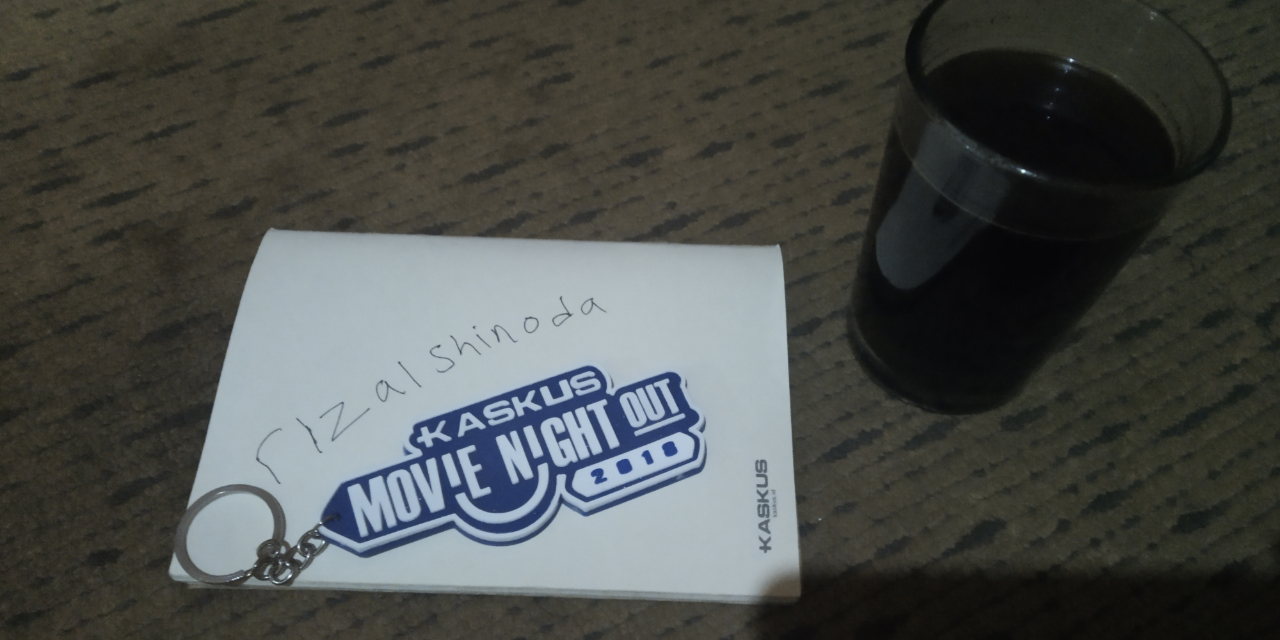 rIzalshinoda
KASKUS
MOVIE NIGHT OUT
2018
KASKUS